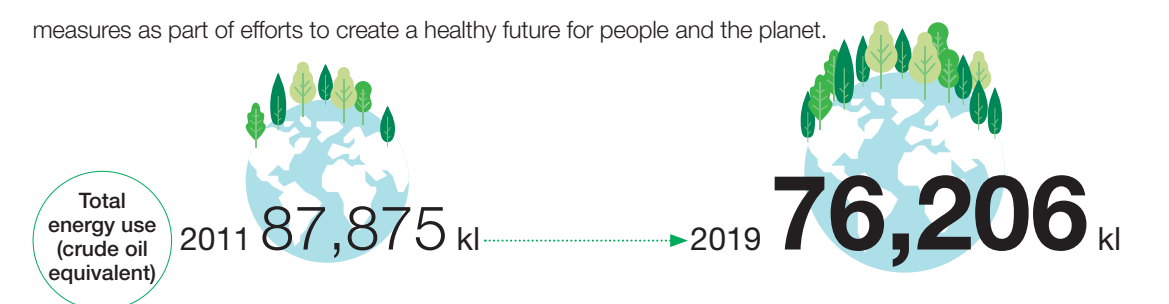 measures as part of efforts to create a healthy future for people and the planet.
Total
energy use
(crude oil
equivalent)
2011 87,875 kl
2019 76,206 kl